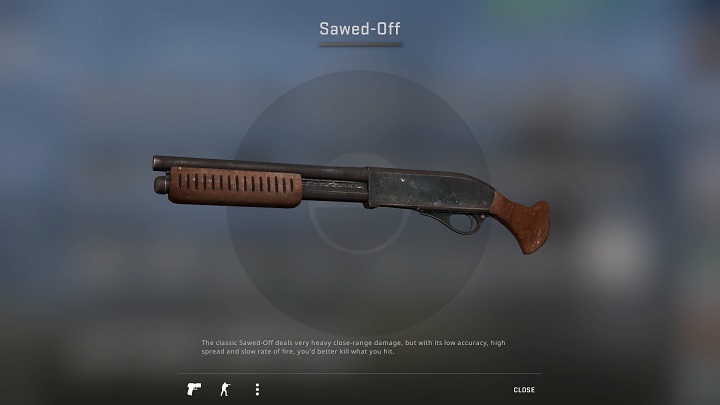 Sawed-Off
The classic Sawed-Off deals very heavy close-range damage, but with its low accuracy, high
spread and slow rate of fire, you'd better kill what you hit.
CLOSE